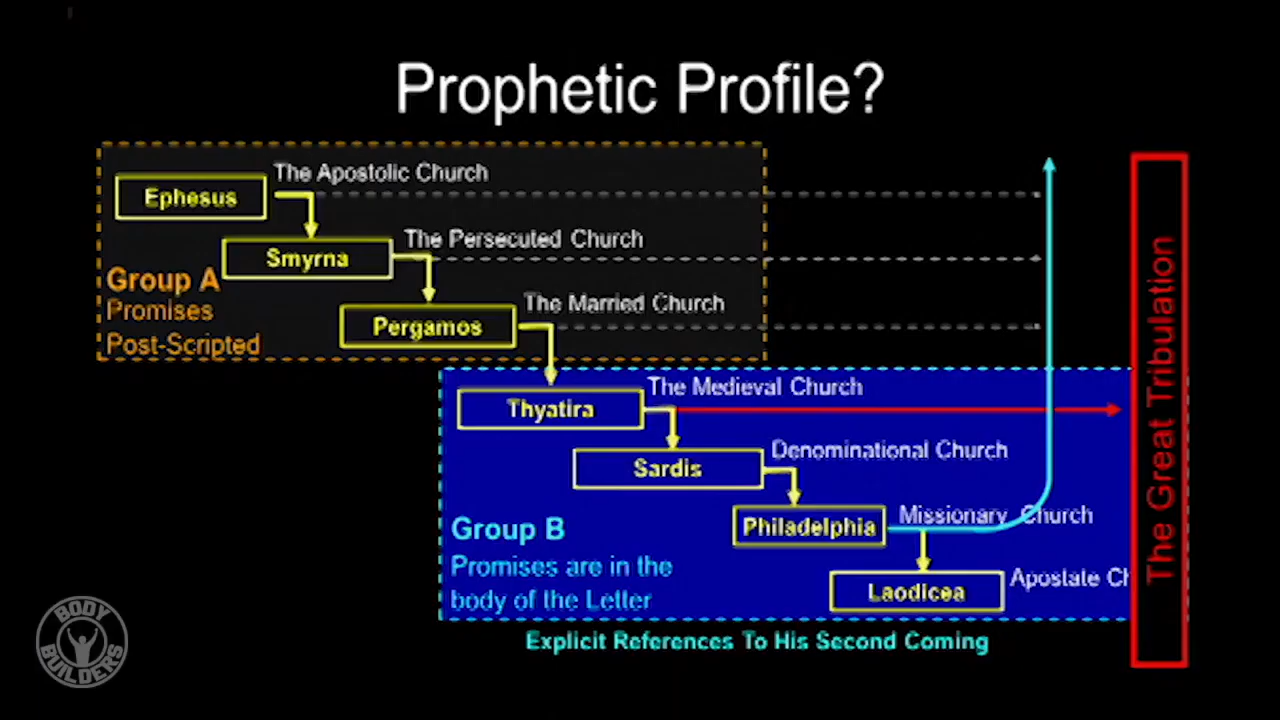 Prophetic Profile?
The Apostolic Church
Ephesus
The Persecuted Church
Smyrna
Group A
Promises
Post-Scripted
The Married Church
Pergamos
The Medieval Church
Thyatira
Denominational Church
Sardis
Missionary Church
Philadelphia
Group B
Promises are in the
body of the Letter
Apostate Ch
Laodicea
The Great Tribulation
Explicit References To His Second Coming
BODY
BUILDERS